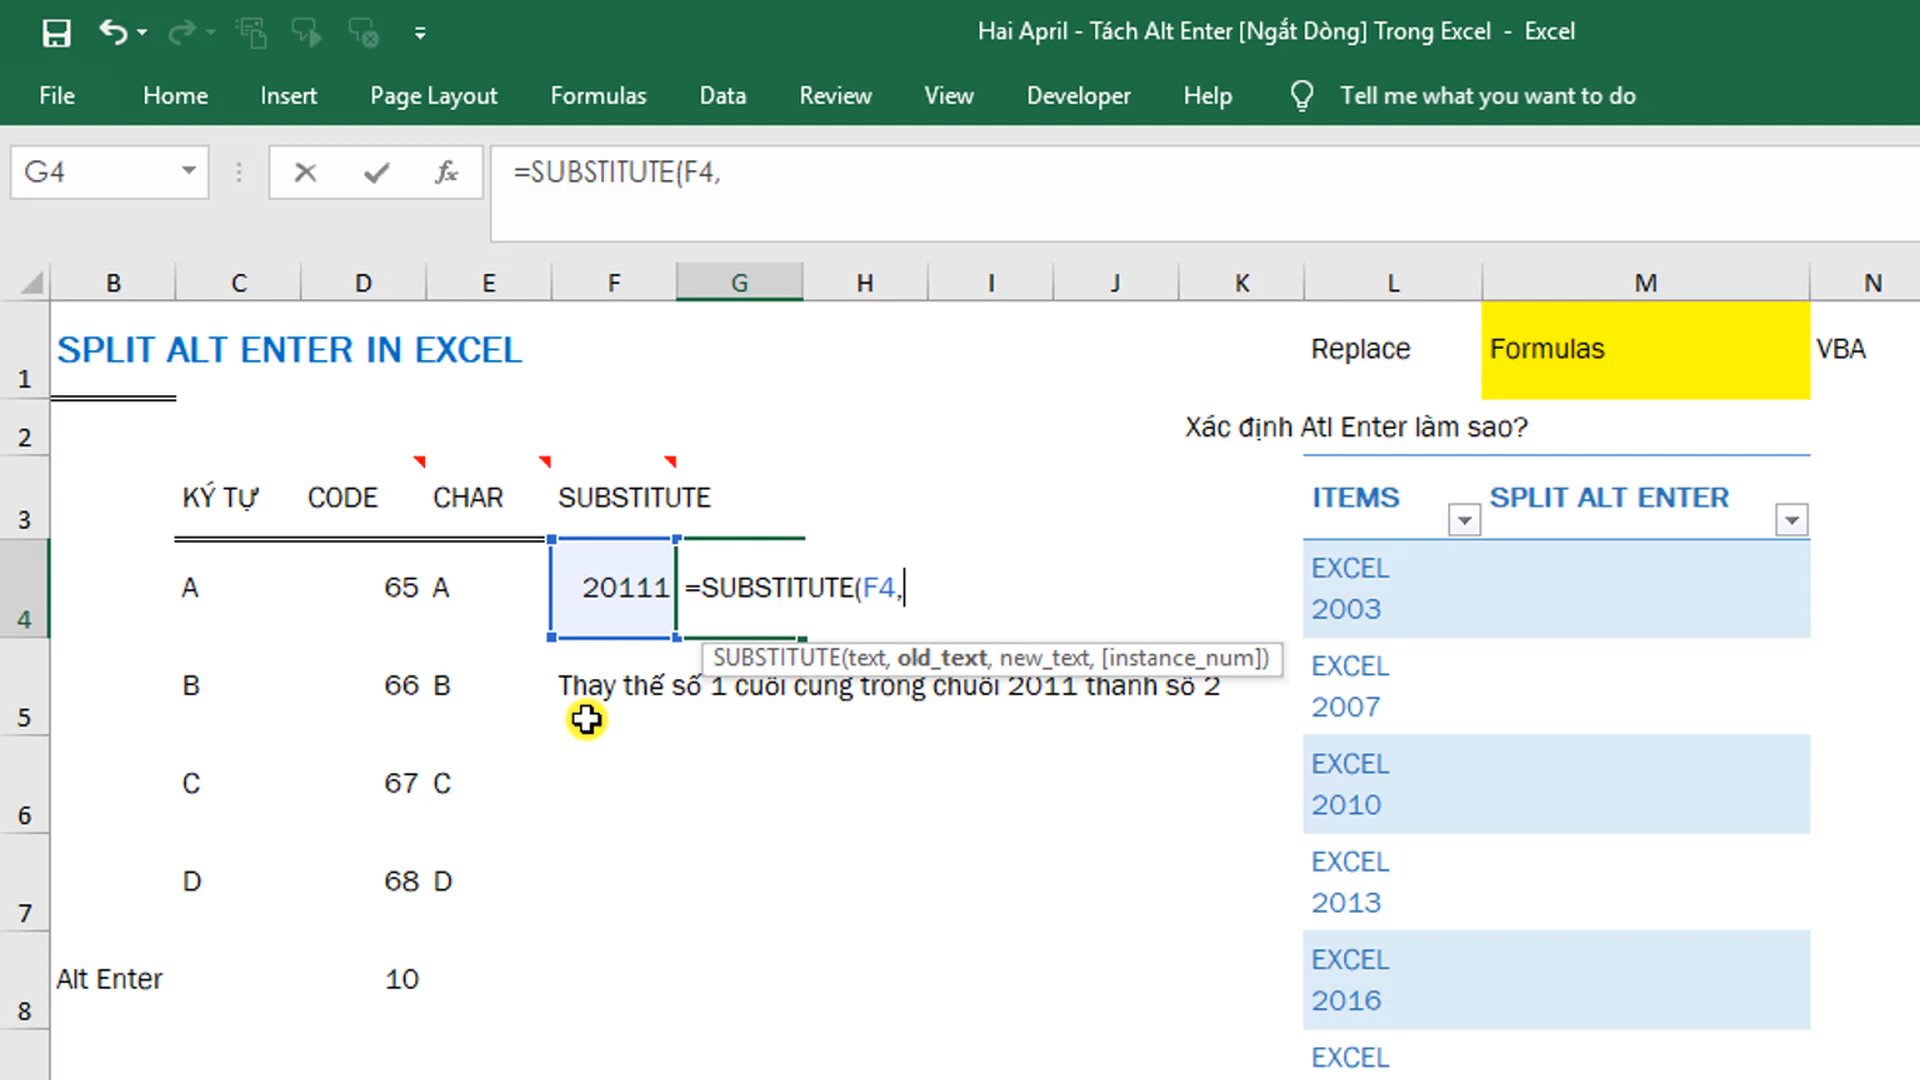 Hai April - Tách Alt Enter [Ngắt Dòng] Trong Excel - Excel
File Home Insert Page Layout Formulas Data Review View Developer Help Tell me what you want to do
G4 fx =SUBSTITUTE(F4,
B C D E F G H I J K L M N
1 SPLIT ALT ENTER IN EXCEL Replace Formulas VBA
2 Xác định Atl Enter làm sao?
3 KÝ TỰ CODE CHAR SUBSTITUTE ITEMS SPLIT ALT ENTER
4 A 65 A 20111 =SUBSTITUTE(F4, EXCEL
2003
SUBSTITUTE(text, old_text, new_text, [instance_num])
5 B 66 B Thay thế số 1 cuối cùng trong chuỗi 2011 thành số 2 EXCEL
2007
6 C 67 C EXCEL
2010
7 D 68 D EXCEL
2013
8 Alt Enter 10 EXCEL
2016
EXCEL